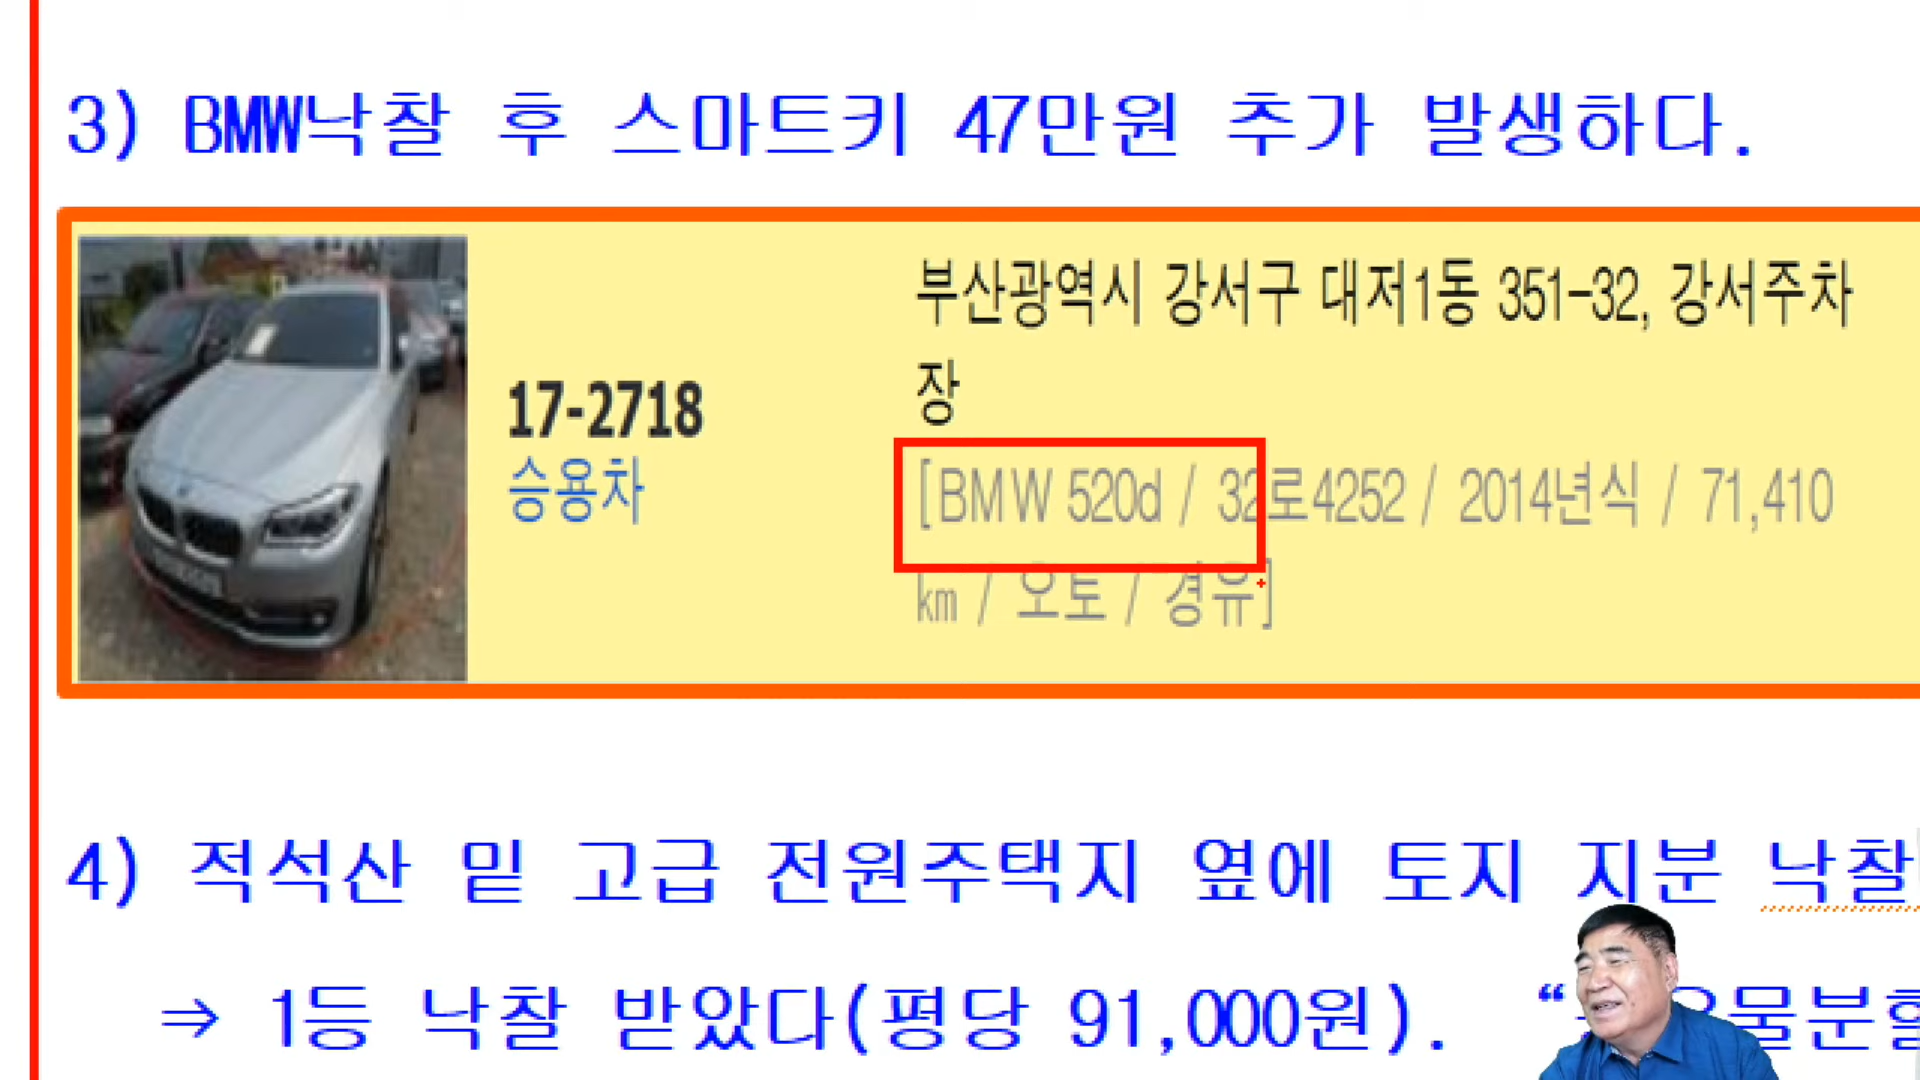 3) BMW낙찰 후 스마트키 47만원 추가 발생하다.
부산광역시 강서구 대저1동 351-32, 강서주차
장
17-2718
승용차
[BMW 520d / 32로4252 / 2014년식 / 71,410
km / 오토 / 경유]
4) 적석산 밑 고급 전원주택지 옆에 토지 지분 낙찰
⇒ 1등 낙찰 받았다(평당 91,000원). “